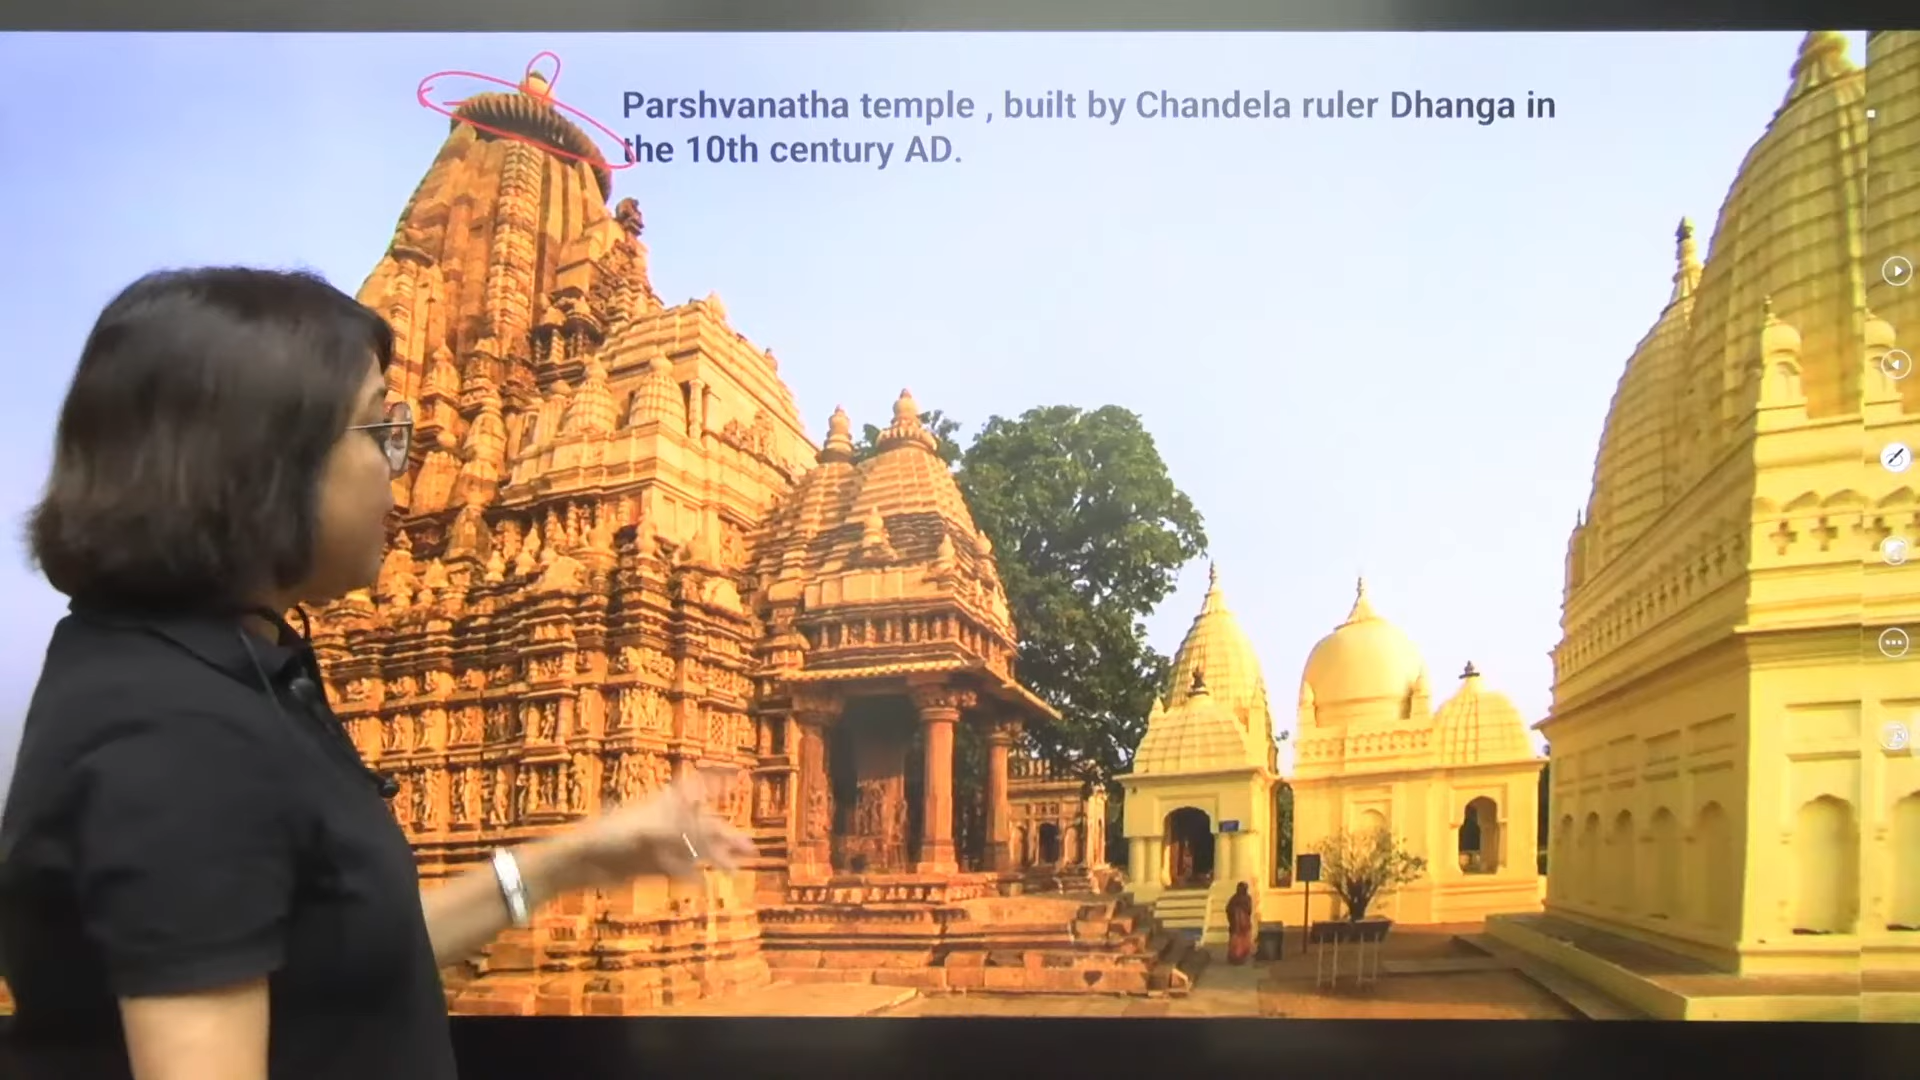 Parshvanatha temple , built by Chandela ruler Dhanga in
the 10th century AD.